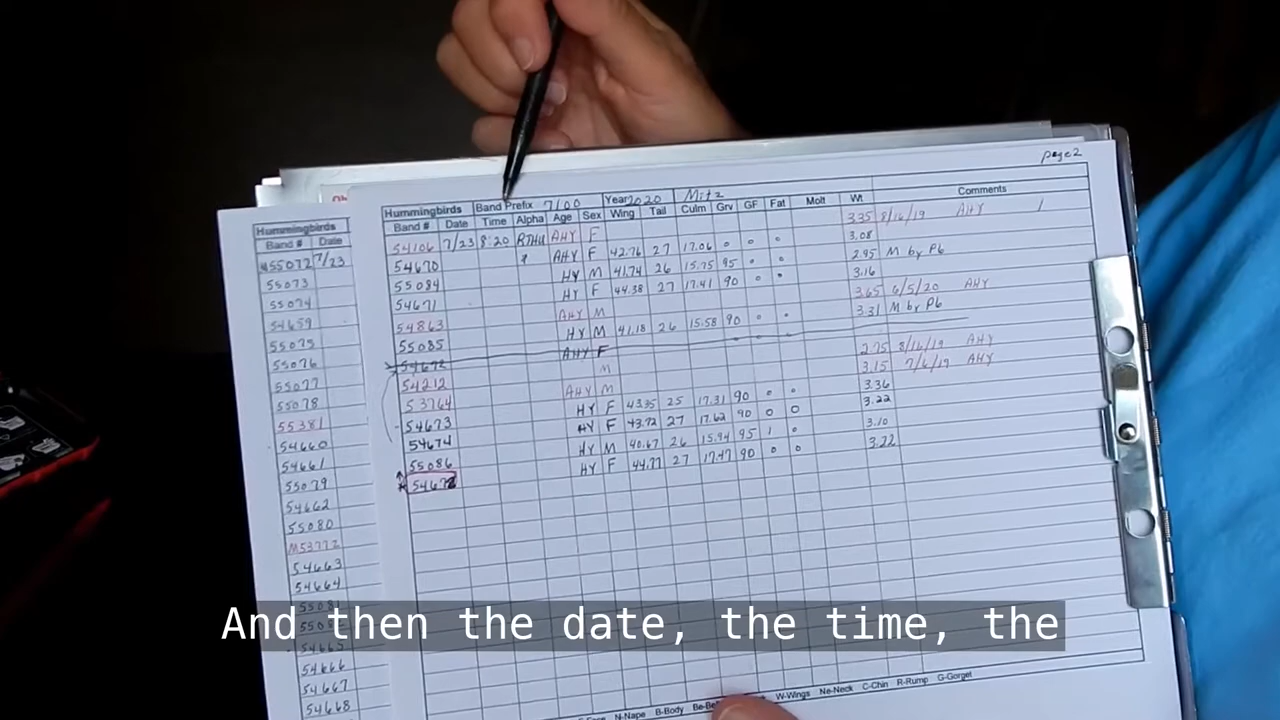 page 2
Hummingbirds Band Prefix 7100 Year 2020 Mitz
Band # Date Time Alpha Age Sex Wing Tail Culm Grv GF Fat Molt Wt Comments
54106 7/23 8:20 RTHU AHY F 3.35 8/16/19 AHY 1
54670 AHY F 42.76 27 17.06 0 0 0 3.08
55084 HY M 41.74 26 15.75 95 0 0 2.95 M by P6
54671 HY F 44.38 27 17.41 90 0 0 3.16
54863 AHY M 3.65 6/5/20 AHY
55085 HY M 41.18 26 15.58 90 0 0 3.31 M by P6
54672 AHY F
54212 M 2.75 8/16/19 AHY
53764 AHY M 3.15 7/6/19 AHY
54673 HY F 43.35 25 17.31 90 0 0 3.36
54674 HY F 43.72 27 17.62 90 0 0 3.22
55086 HY M 40.67 26 15.94 95 1 0 3.10
HY F 44.77 27 17.47 90 0 0 3.22
Hummingbirds
Band # Date
55072 7/23
55073
55074
54659
55075
55076
55077
55078
55381
54660
54661
55079
54662
55080
M53772
54663
54664
54666
54667
54668
N-Nape B-Body W-Wings Ne-Neck C-Chin R-Rump G-Gorget
And then the date, the time, the